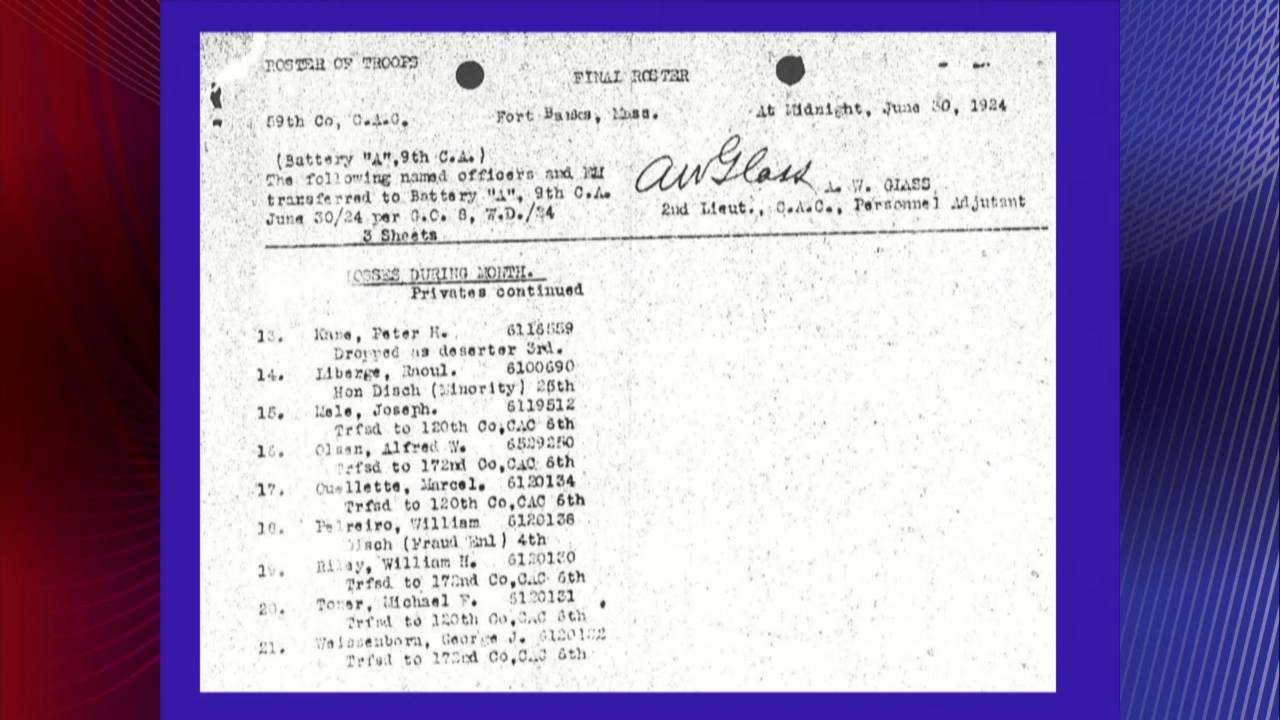 ROSTER OF TROOPS
FINAL ROSTER
59th Co, C.A.C.
Fort Banks, Mass.
At Midnight, June 30, 1924
(Battery "A",9th C.A.)
The following named officers and EM
transferred to Battery "A", 9th C.A.
June 30/24 per G.O. 8, W.D./24
3 Sheets
AWGlass
A. W. GLASS
2nd Lieut., C.A.C., Personnel Adjutant
LOSSES DURING MONTH.
Privates continued
13. Kane, Peter H.
Dropped as deserter 3rd.
14. Liberge, Raoul. 6100690
Hon Disch (Minority) 25th
15. Mele, Joseph. 6119512
Trfsd to 120th Co,CAC 6th
16. Olsen, Alfred W. 6529250
Trfsd to 172nd Co,CAC 6th
17. Ouellette, Marcel. 6120134
Trfsd to 120th Co,CAC 6th
18. William 6120136
Disch (Fraud Enl) 4th
19. Riley, William H. 6120130
Trfsd to 172nd Co,CAC 6th
20. Toner, Michael F. 6120131
Trfsd to 120th Co,CAC 6th
21. Weissenborn, George J. 6120132
Trfsd to 172nd Co,CAC 6th